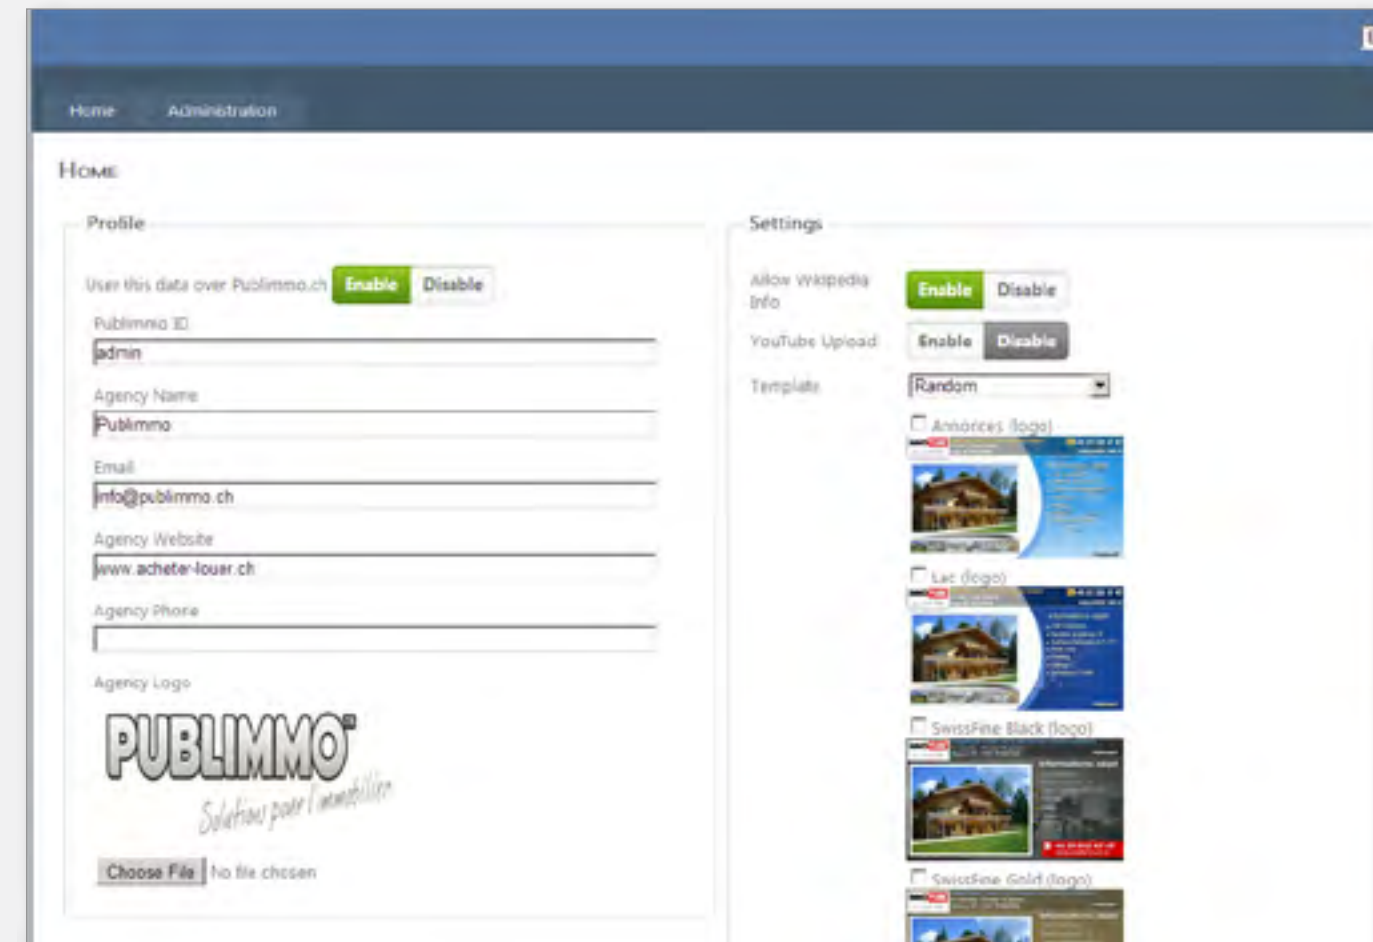 Home Administration
HOME
Profile
User this data over Publimmo.ch Enable Disable
Publimmo ID
admin
Agency Name
Publimmo
Email
info@publimmo.ch
Agency Website
www.acheter-louer.ch
Agency Phone
Agency Logo
PUBLIMMO®
Solutions pour l'immobilier
Choose File No file chosen
Settings
Allow Wikipedia
Info
Enable Disable
YouTube Upload Enable Disable
Template Random
Annonces (logo)
Lac (logo)
SwissFine Black (logo)
SwissFine Gold (logo)